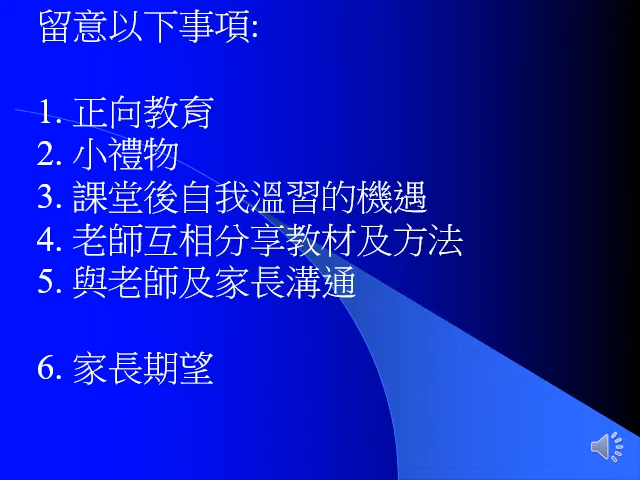 留意以下事項:
1. 正向教育
2. 小禮物
3. 課堂後自我溫習的機遇
4. 老師互相分享教材及方法
5. 與老師及家長溝通
6. 家長期望